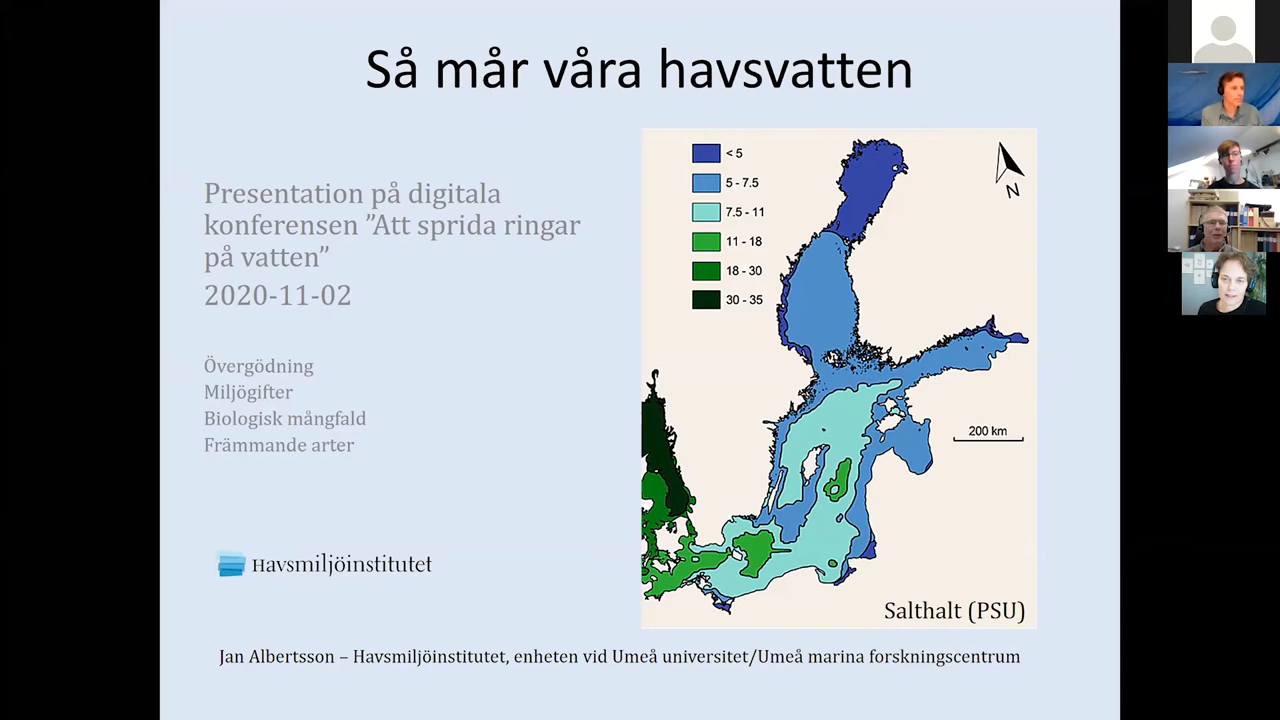 Så mår våra havsvatten
Presentation på digitala
konferensen ”Att sprida ringar
på vatten”
2020-11-02
Övergödning
Miljögifter
Biologisk mångfald
Främmande arter
Havsmiljöinstitutet
< 5
5 - 7.5
7.5 - 11
11 - 18
18 - 30
30 - 35
N
200 km
Salthalt (PSU)
Jan Albertsson – Havsmiljöinstitutet, enheten vid Umeå universitet/Umeå marina forskningscentrum